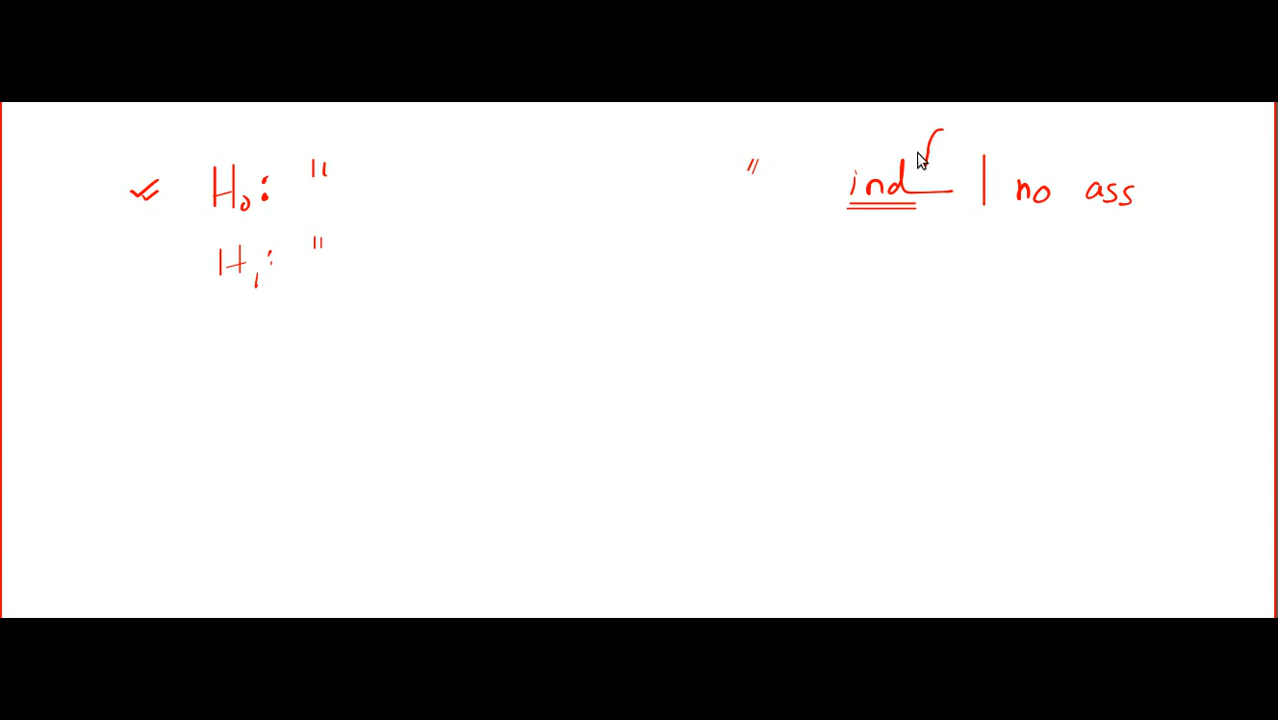 H₀: " " ind | no ass
H₁: "